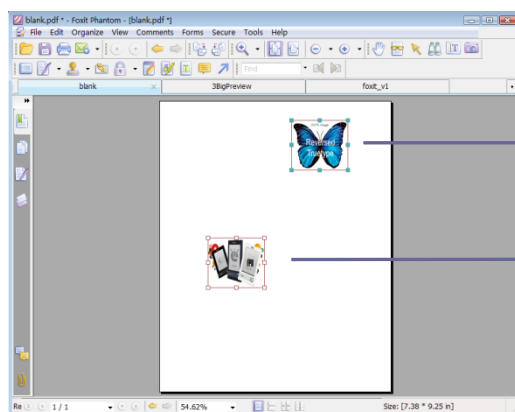 blank.pdf * - Foxit Phantom - [blank.pdf *]
File Edit Organize View Comments Forms Secure Tools Help
Find
blank
3BigPreview
foxit_v1
Reversed
Truetype
Re
1 / 1
54.62%
Size: [7.38 * 9.25 in]